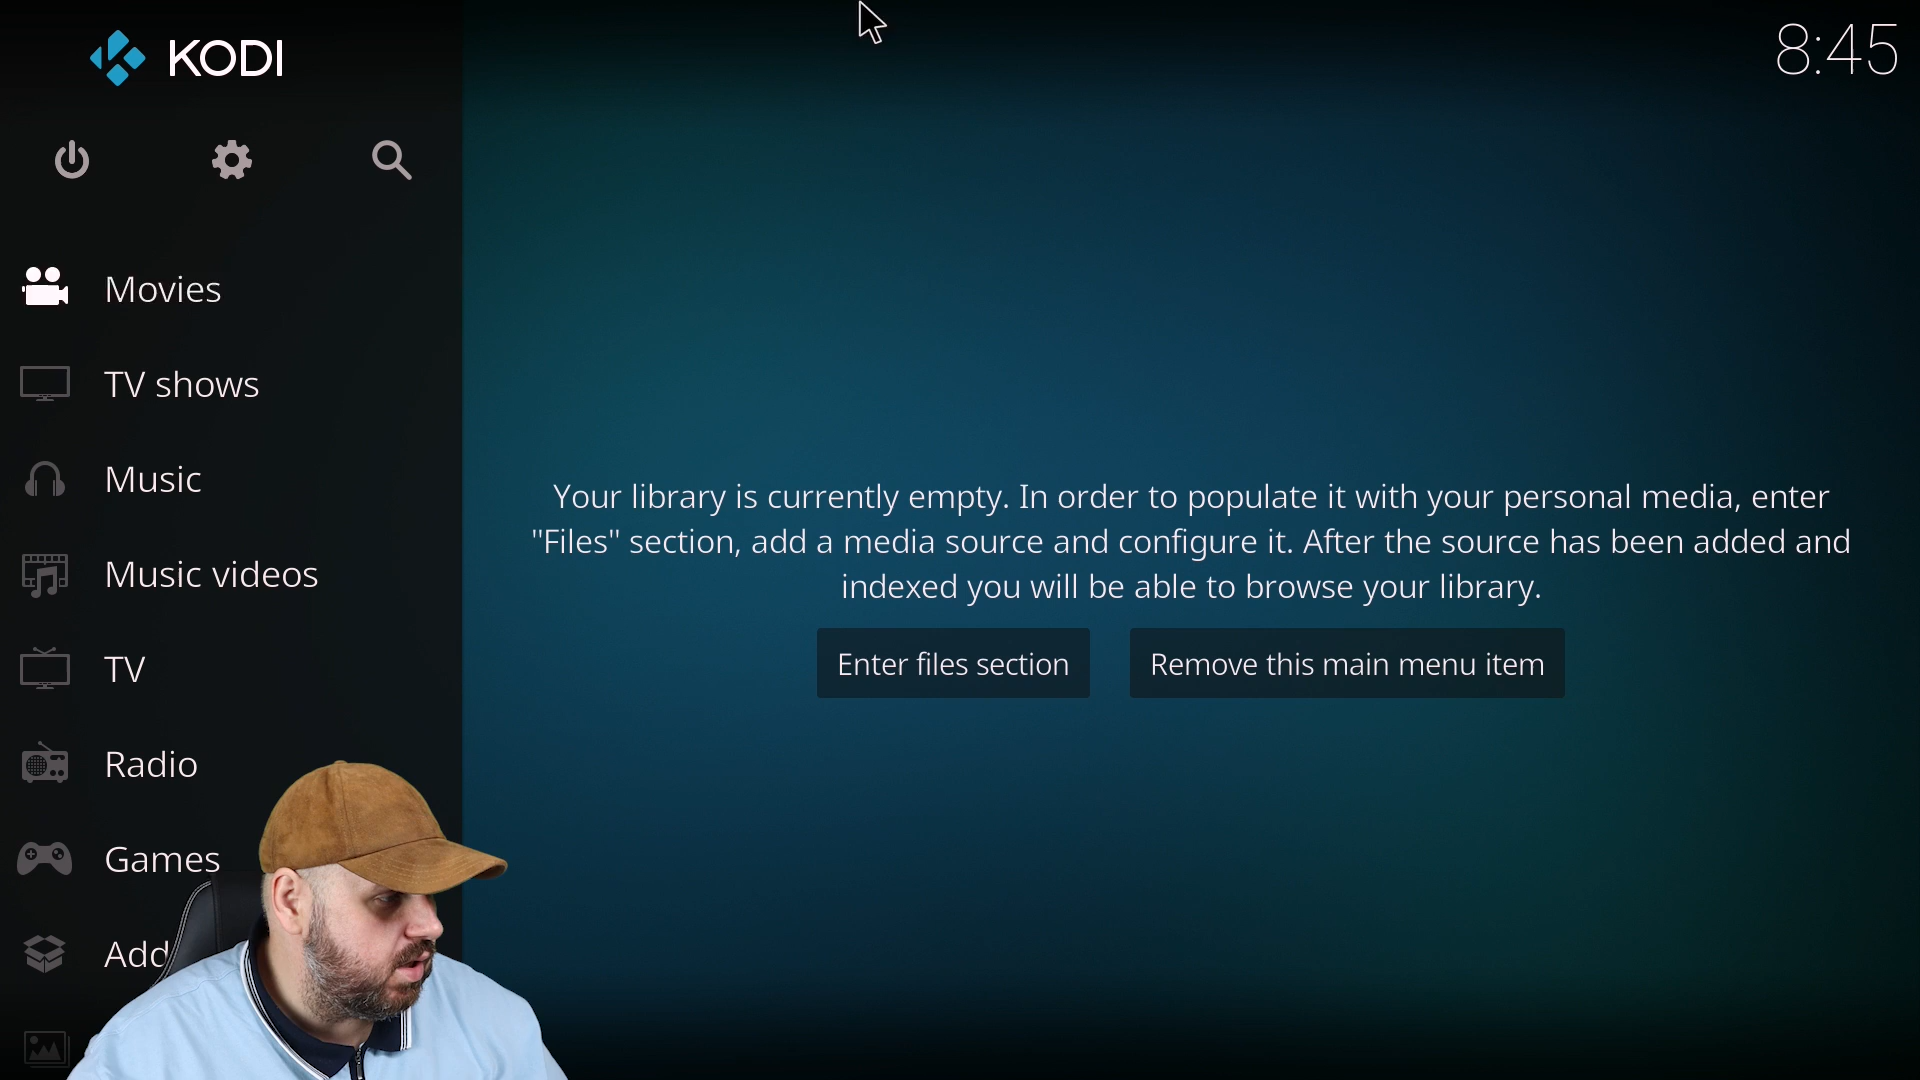 KODI
8:45
Movies
TV shows
Music
Music videos
TV
Radio
Games
Add
Your library is currently empty. In order to populate it with your personal media, enter
"Files" section, add a media source and configure it. After the source has been added and
indexed you will be able to browse your library.
Enter files section
Remove this main menu item